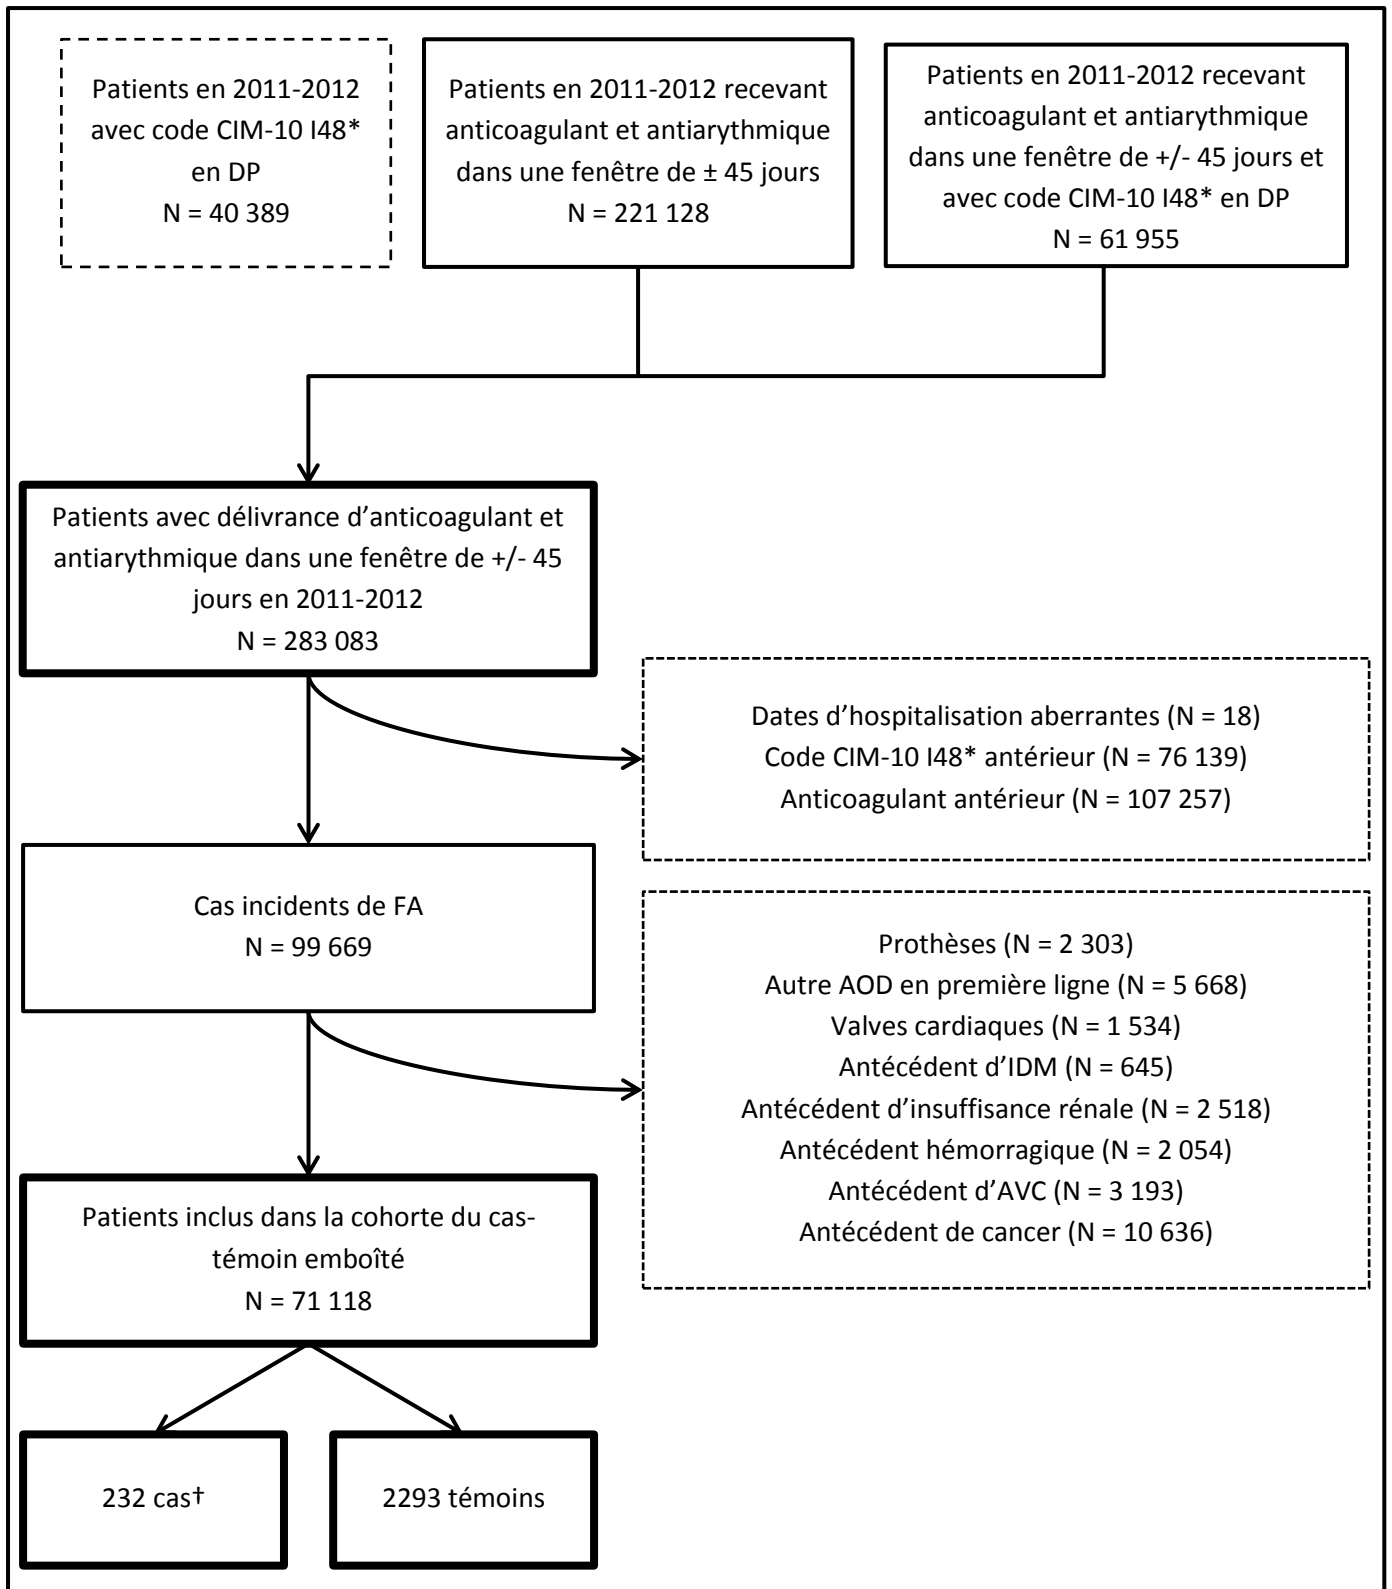 Patients en 2011-2012
avec code CIM-10 I48*
en DP
N = 40 389
Patients en 2011-2012 recevant
anticoagulant et antiarythmique
dans une fenêtre de ± 45 jours
N = 221 128
Patients en 2011-2012 recevant
anticoagulant et antiarythmique
dans une fenêtre de +/- 45 jours et
avec code CIM-10 I48* en DP
N = 61 955
Patients avec délivrance d’anticoagulant et
antiarythmique dans une fenêtre de +/- 45
jours en 2011-2012
N = 283 083
Dates d’hospitalisation aberrantes (N = 18)
Code CIM-10 I48* antérieur (N = 76 139)
Anticoagulant antérieur (N = 107 257)
Cas incidents de FA
N = 99 669
Prothèses (N = 2 303)
Autre AOD en première ligne (N = 5 668)
Valves cardiaques (N = 1 534)
Antécédent d’IDM (N = 645)
Antécédent d’insuffisance rénale (N = 2 518)
Antécédent hémorragique (N = 2 054)
Antécédent d’AVC (N = 3 193)
Antécédent de cancer (N = 10 636)
Patients inclus dans la cohorte du cas-
témoin emboîté
N = 71 118
232 cas†
2293 témoins